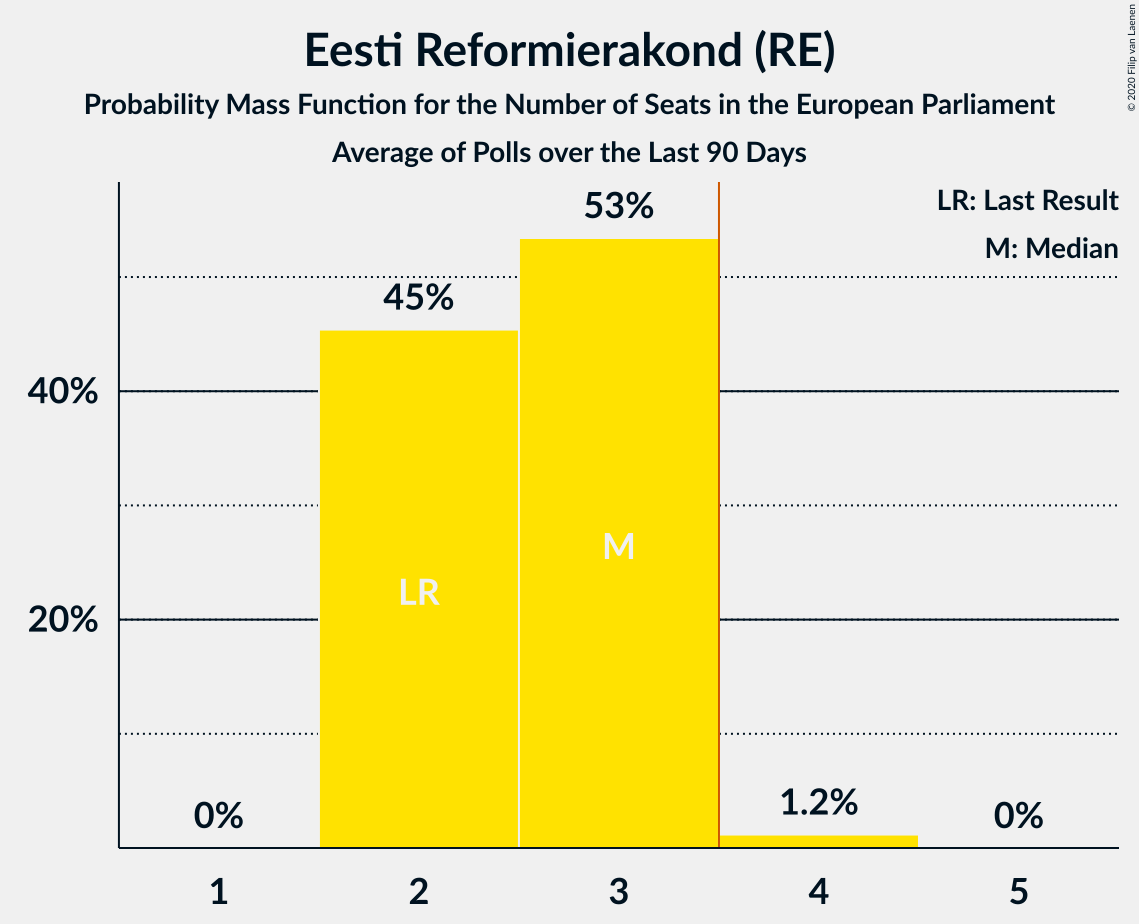 Eesti Reformierakond (RE)
Probability Mass Function for the Number of Seats in the European Parliament
Average of Polls over the Last 90 Days
© 2020 Filip van Laenen
LR: Last Result
M: Median
53%
45%
40%
M
LR
20%
1.2%
0%
0%
1 2 3 4 5